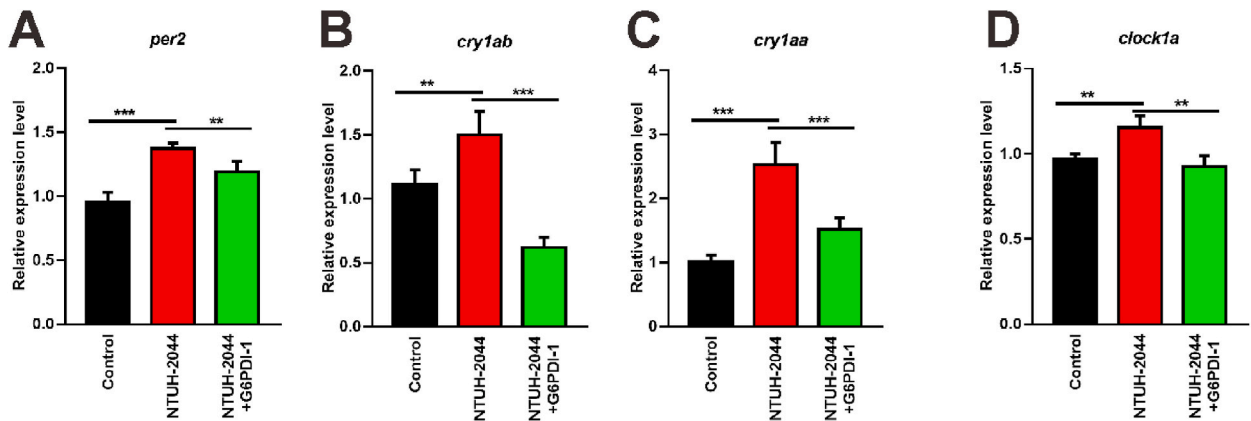 A
per2
Relative expression level
2.0
1.5
1.0
0.5
0.0
***
**
Control
NTUH-2044
NTUH-2044
+G6PDI-1
B
cry1ab
Relative expression level
2.0
1.5
1.0
0.5
0.0
**
***
Control
NTUH-2044
NTUH-2044
+G6PDI-1
C
cry1aa
Relative expression level
4
3
2
1
0
***
***
Control
NTUH-2044
NTUH-2044
+G6PDI-1
D
clock1a
Relative expression level
1.5
1.0
0.5
0.0
**
**
Control
NTUH-2044
NTUH-2044
+G6PDI-1